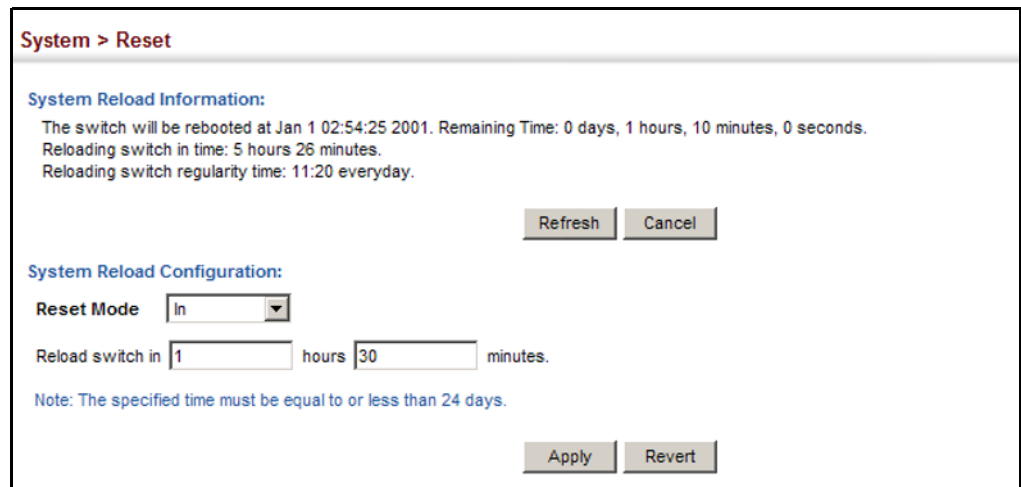 System > Reset
System Reload Information:
The switch will be rebooted at Jan 1 02:54:25 2001. Remaining Time: 0 days, 1 hours, 10 minutes, 0 seconds.
Reloading switch in time: 5 hours 26 minutes.
Reloading switch regularity time: 11:20 everyday.
Refresh Cancel
System Reload Configuration:
Reset Mode In
Reload switch in 1 hours 30 minutes.
Note: The specified time must be equal to or less than 24 days.
Apply Revert